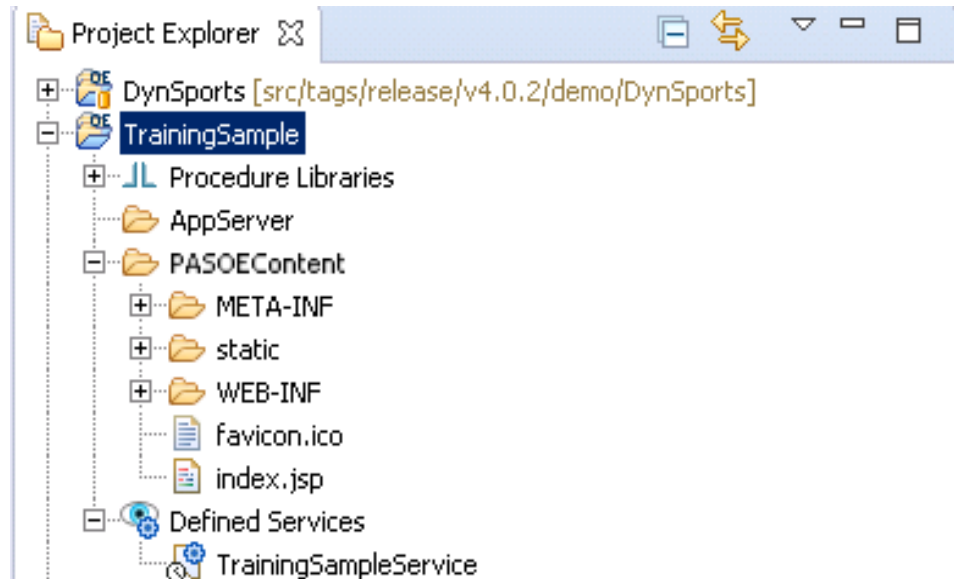 Project Explorer
DynSports [src/tags/release/v4.0.2/demo/DynSports]
TrainingSample
Procedure Libraries
AppServer
PASOEContent
META-INF
static
WEB-INF
favicon.ico
index.jsp
Defined Services
TrainingSampleService